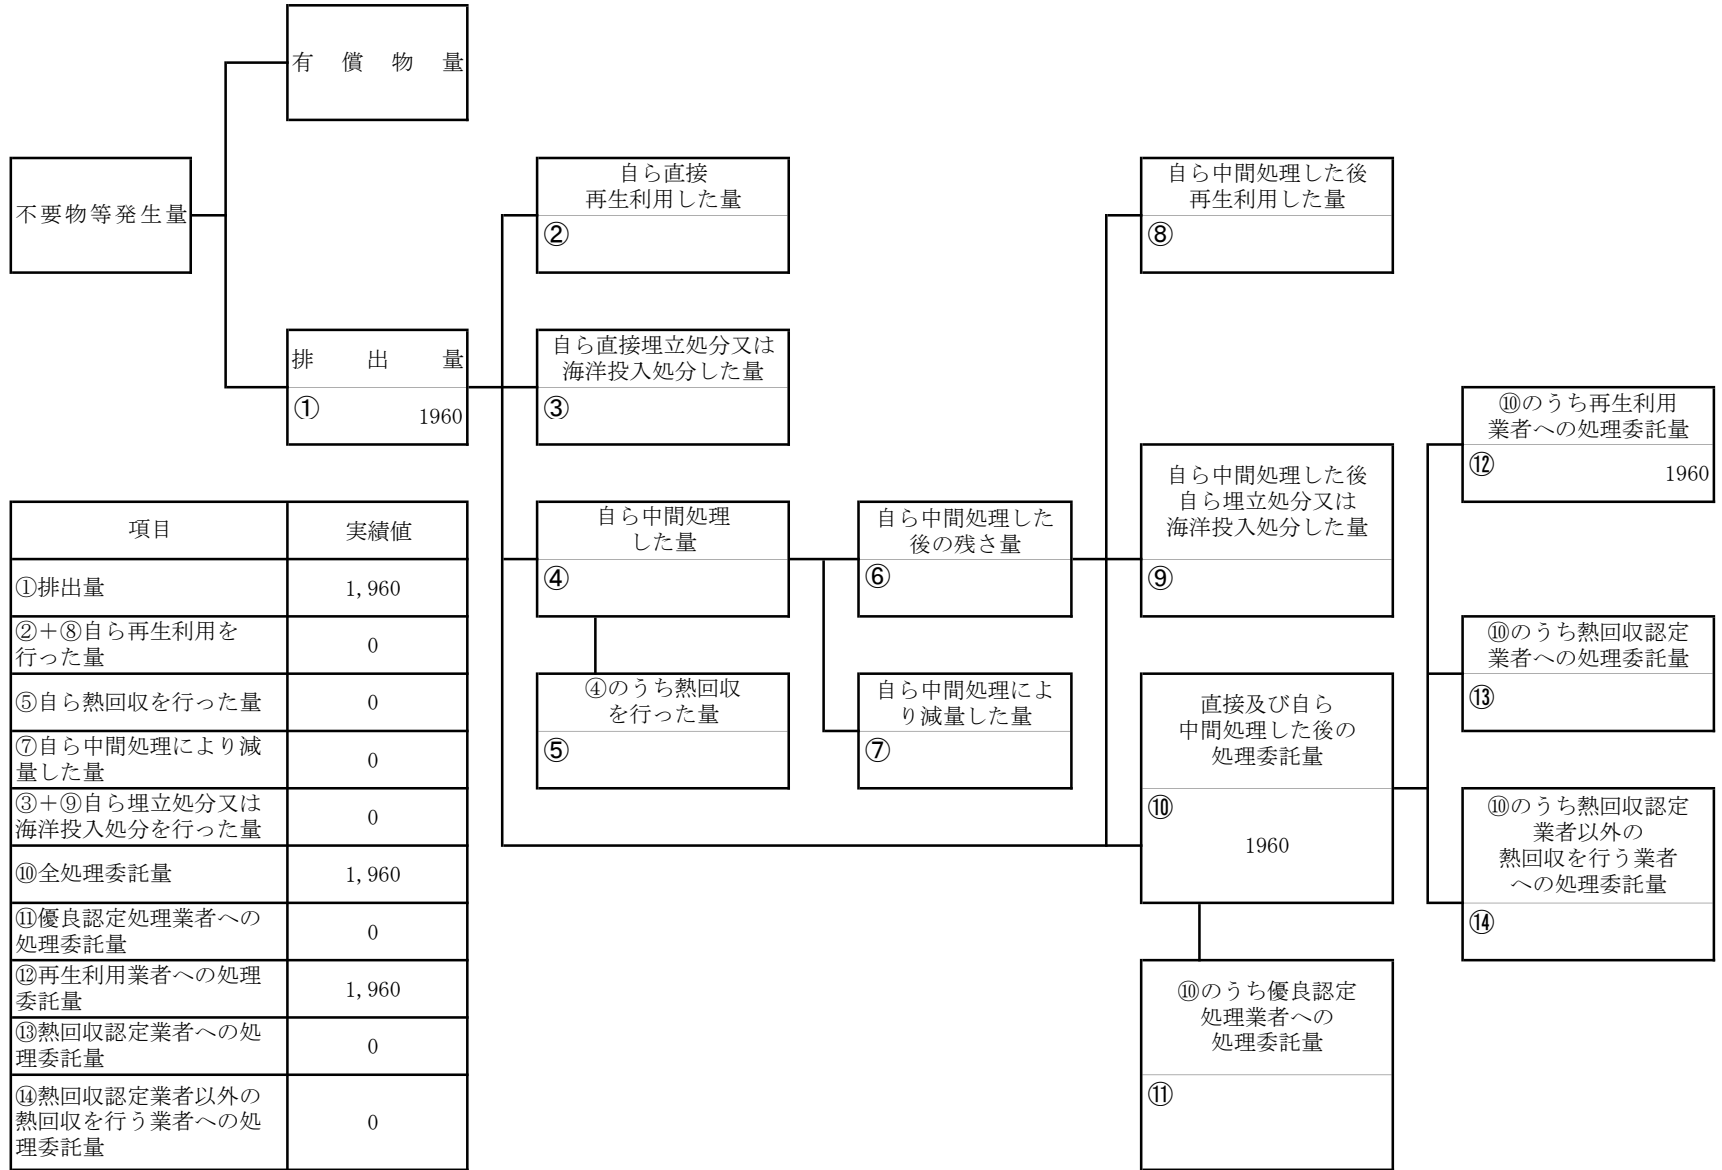 有償物量
不要物等発生量
排出量
①
1960
自ら直接
再生利用した量
②
自ら直接埋立処分又は
海洋投入処分した量
③
自ら中間処理
した量
④
④のうち熱回収
を行った量
⑤
自ら中間処理した
後の残さ量
⑥
自ら中間処理によ
り減量した量
⑦
自ら中間処理した後
再生利用した量
⑧
自ら中間処理した後
自ら埋立処分又は
海洋投入処分した量
⑨
直接及び自ら
中間処理した後の
処理委託量
⑩
1960
⑩のうち優良認定
処理業者への
処理委託量
⑪
⑩のうち再生利用
業者への処理委託量
⑫
1960
⑩のうち熱回収認定
業者への処理委託量
⑬
⑩のうち熱回収認定
業者以外の
熱回収を行う業者
への処理委託量
⑭
項目 実績値
①排出量 1,960
②＋⑧自ら再生利用を
行った量 0
⑤自ら熱回収を行った量 0
⑦自ら中間処理により減
量した量 0
③＋⑨自ら埋立処分又は
海洋投入処分を行った量 0
⑩全処理委託量 1,960
⑪優良認定処理業者への
処理委託量 0
⑫再生利用業者への処理
委託量 1,960
⑬熱回収認定業者への処
理委託量 0
⑭熱回収認定業者以外の
熱回収を行う業者への処
理委託量 0